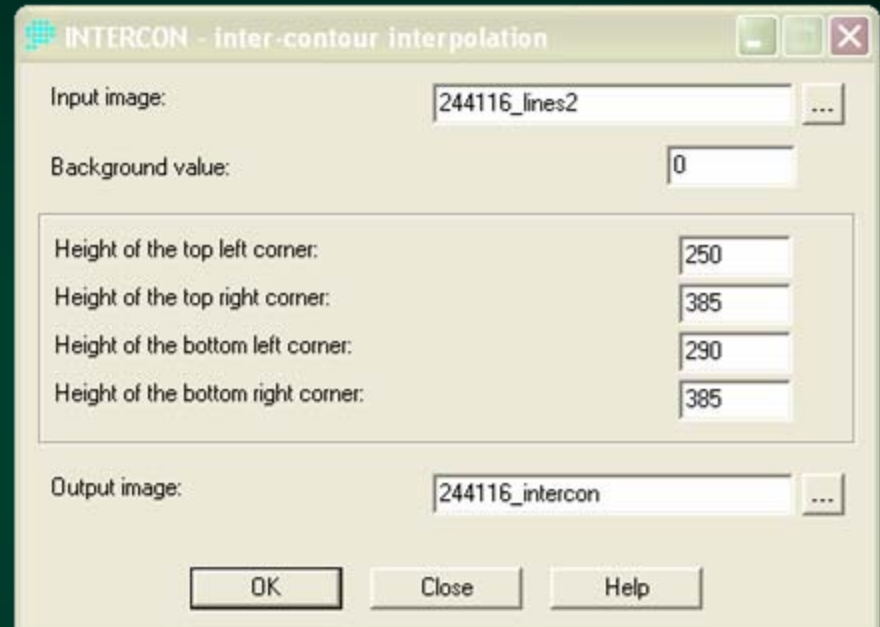 INTERCON - inter-contour interpolation
Input image: 244116_lines2 ...
Background value: 0
Height of the top left corner: 250
Height of the top right corner: 385
Height of the bottom left corner: 290
Height of the bottom right corner: 385
Output image: 244116_intercon ...
OK Close Help